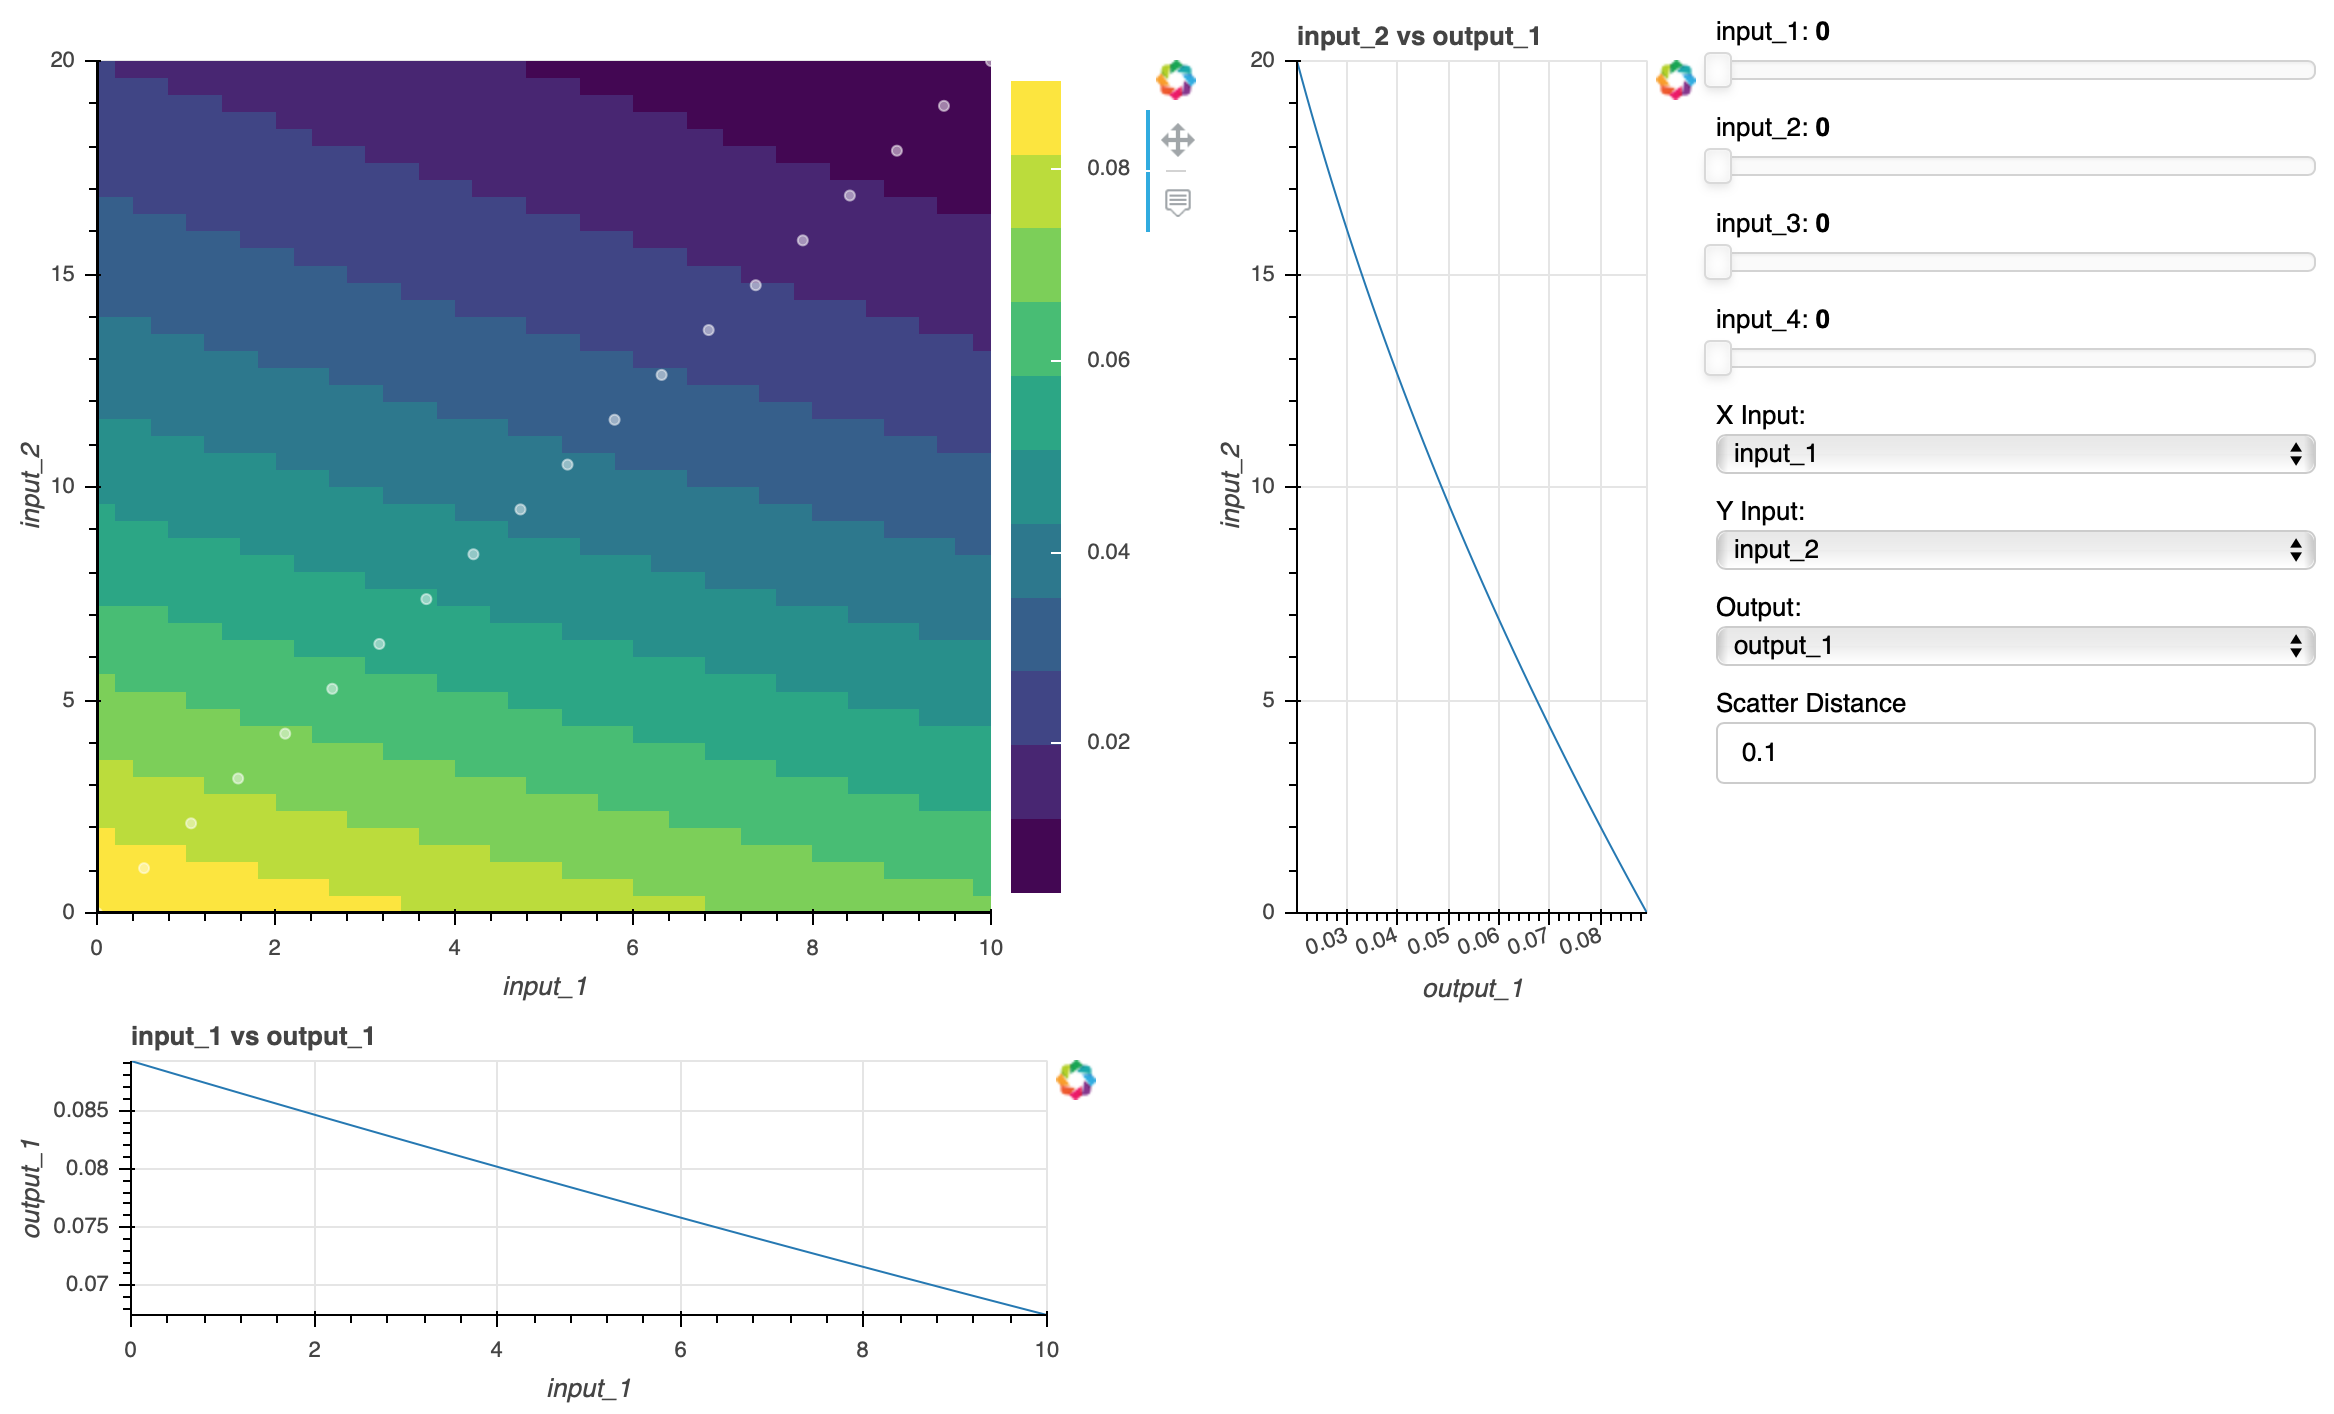 20
15
10
5
0
input_2
0
2
4
6
8
10
input_1
0.08
0.06
0.04
0.02
input_2 vs output_1
20
15
10
5
0
input_2
0.03
0.04
0.05
0.06
0.07
0.08
output_1
input_1: 0
input_2: 0
input_3: 0
input_4: 0
X Input:
input_1
Y Input:
input_2
Output:
output_1
Scatter Distance
0.1
input_1 vs output_1
0.085
0.08
0.075
0.07
output_1
0
2
4
6
8
10
input_1